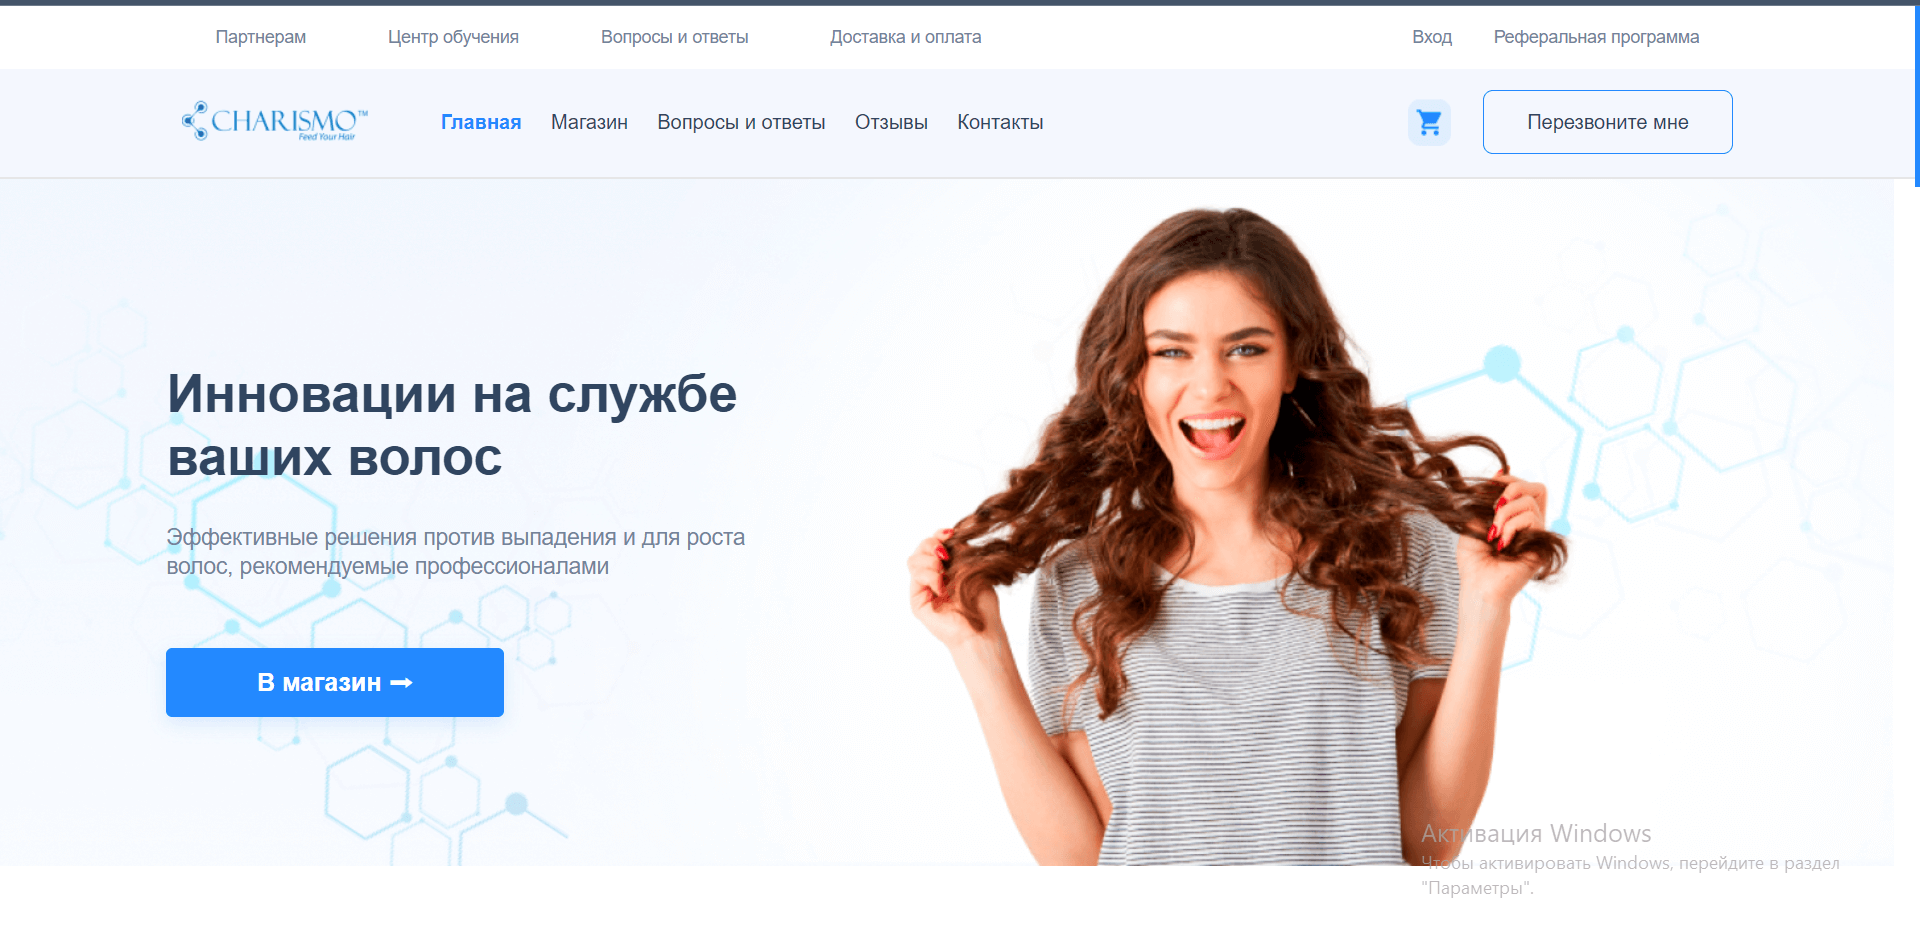 Партнерам Центр обучения Вопросы и ответы Доставка и оплата Вход Реферальная программа
CHARISMO™
Feed Your Hair
Главная Магазин Вопросы и ответы Отзывы Контакты Перезвоните мне
Инновации на службе
ваших волос
Эффективные решения против выпадения и для роста
волос, рекомендуемые профессионалами
В магазин →
Активация Windows
Чтобы активировать Windows, перейдите в раздел
"Параметры".